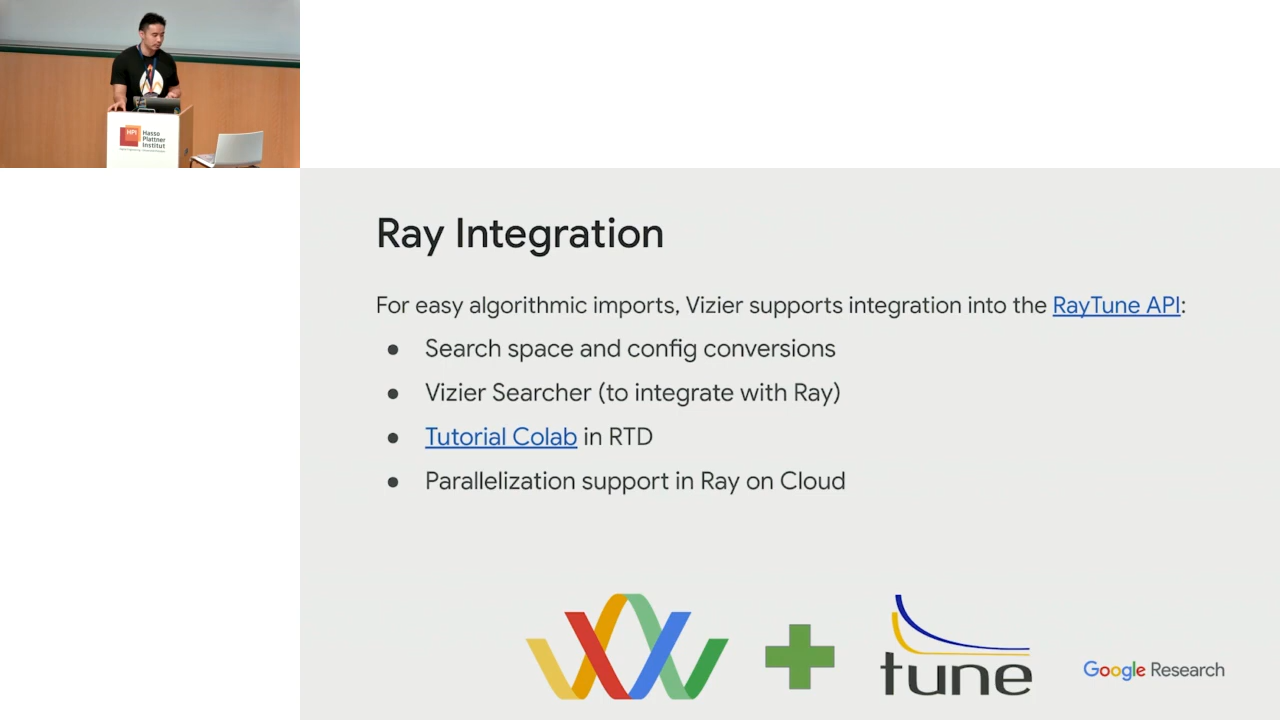 HPI
Hasso
Plattner
Institut
Ray Integration
For easy algorithmic imports, Vizier supports integration into the RayTune API:
● Search space and config conversions
● Vizier Searcher (to integrate with Ray)
● Tutorial Colab in RTD
● Parallelization support in Ray on Cloud
tune
Google Research